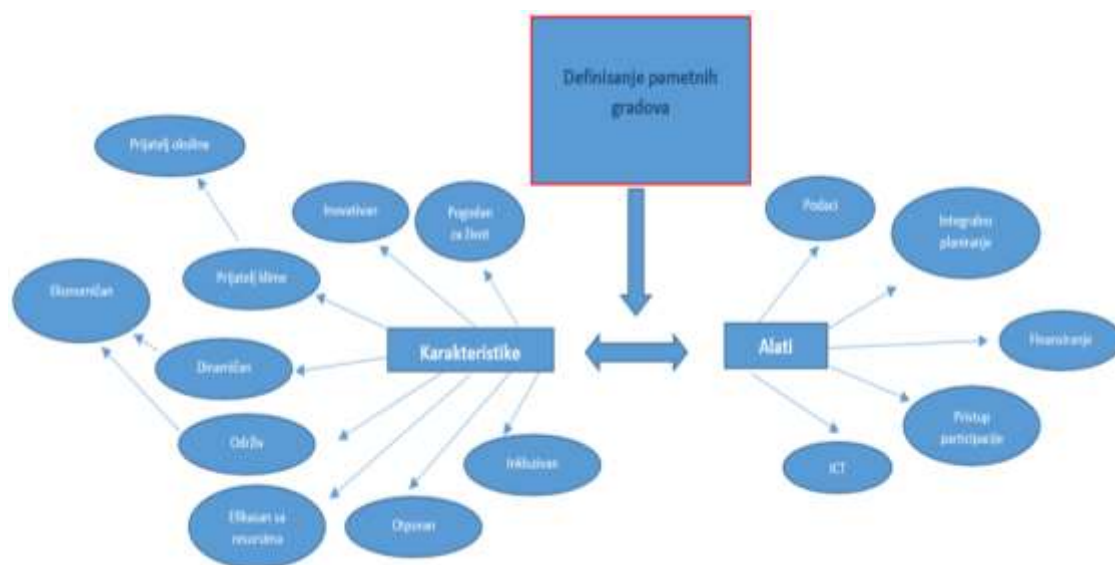 Definisanje pametnih
gradova
Prijatelj okoline
Inovativan
Pogodan
za život
Podaci
Integralno
planiranje
Prijatelj klime
Ekonomičan
Karakteristike
Alati
Finansiranje
Dinamičan
Održiv
Pristup
participacije
Inkluzivan
ICT
Efikasan sa
resursima
Otporan